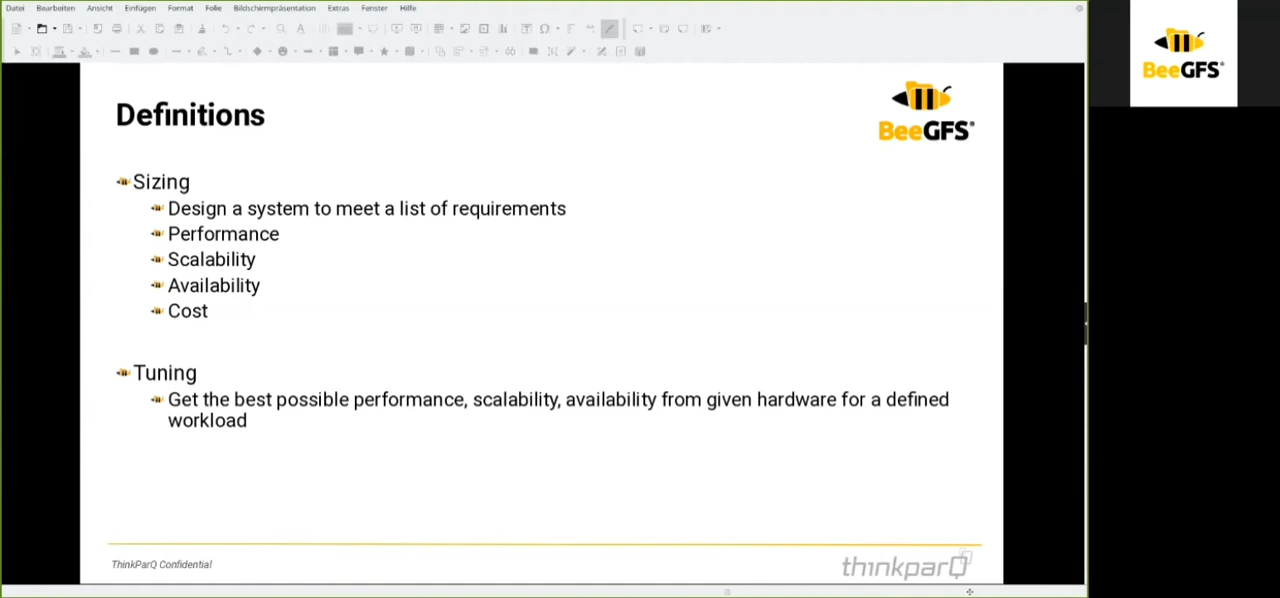 Datei Bearbeiten Ansicht Einfügen Format Folie Bildschirmpräsentation Extras Fenster Hilfe
BeeGFS®
Definitions
BeeGFS®
Sizing
Design a system to meet a list of requirements
Performance
Scalability
Availability
Cost
Tuning
Get the best possible performance, scalability, availability from given hardware for a defined
workload
ThinkParQ Confidential
thinkparQ